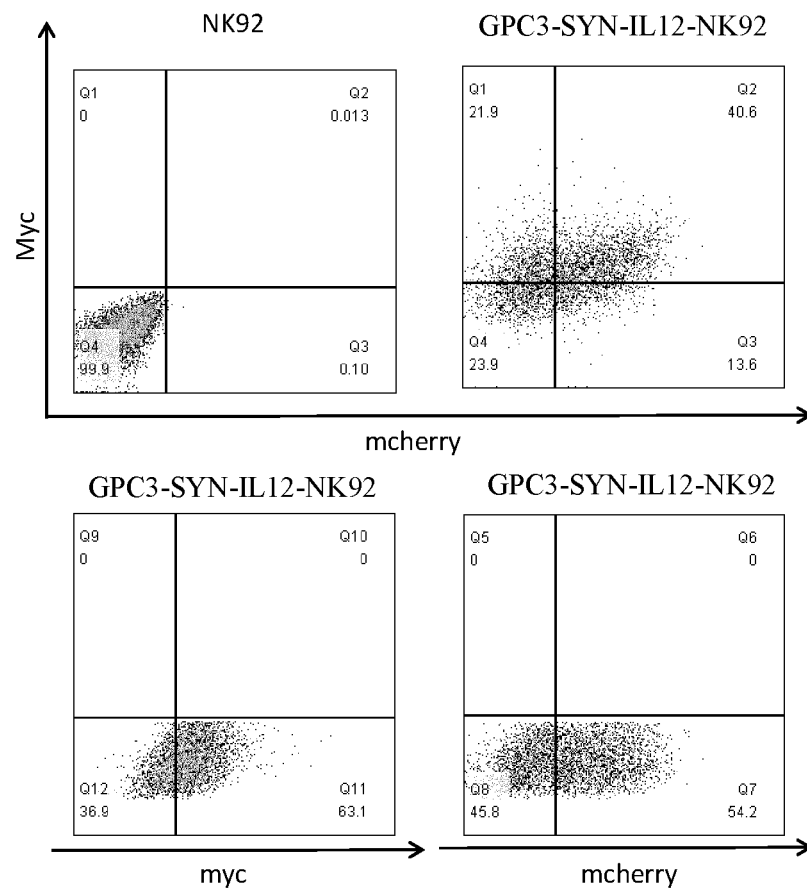 NK92
GPC3-SYN-IL12-NK92
Myc
Q1
0
Q2
0.013
Q4
99.9
Q3
0.10
Q1
21.9
Q2
40.6
Q4
23.9
Q3
13.6
mcherry
GPC3-SYN-IL12-NK92
GPC3-SYN-IL12-NK92
Q9
0
Q10
0
Q12
36.9
Q11
63.1
Q5
0
Q6
0
Q8
45.8
Q7
54.2
myc
mcherry